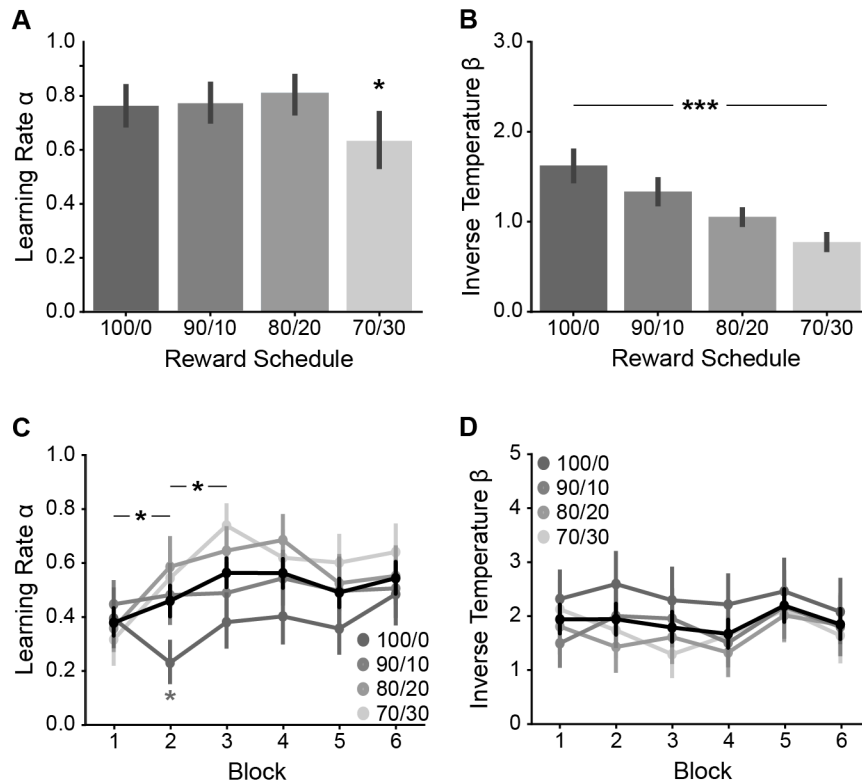 A
Learning Rate α
1.0
0.8
0.6
0.4
0.2
0.0
*
100/0 90/10 80/20 70/30
Reward Schedule
B
Inverse Temperature β
3.0
2.0
1.0
0.0
***
100/0 90/10 80/20 70/30
Reward Schedule
C
Learning Rate α
1.0
0.8
0.6
0.4
0.2
0.0
* *
*
100/0
90/10
80/20
70/30
1 2 3 4 5 6
Block
D
Inverse Temperature β
5
4
3
2
1
0
100/0
90/10
80/20
70/30
1 2 3 4 5 6
Block